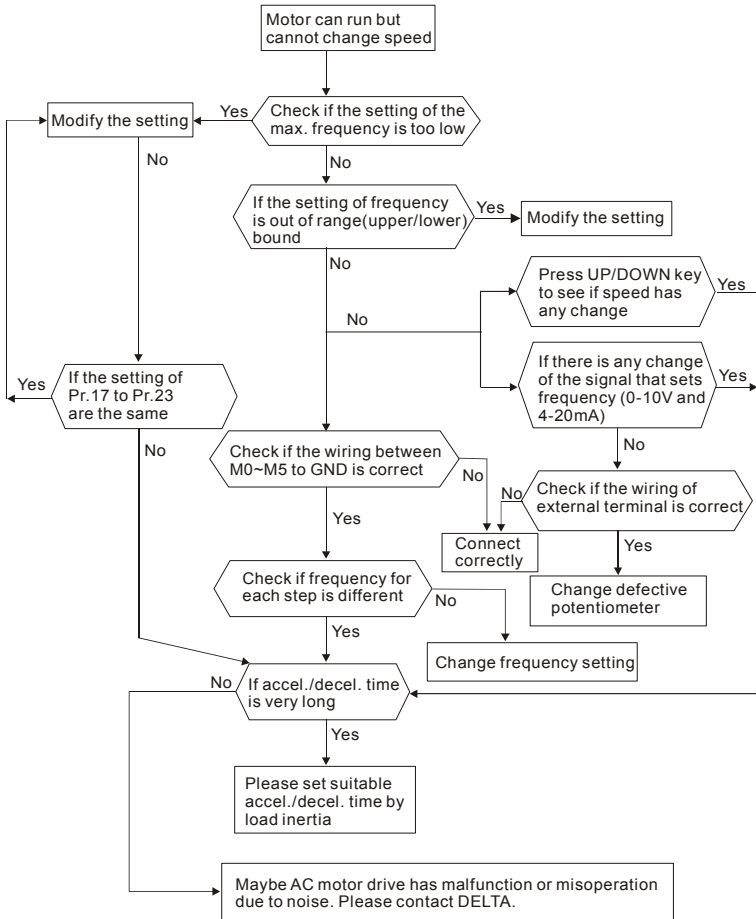 Motor can run but
cannot change speed
Yes
Check if the setting of the
max. frequency is too low
Modify the setting
No
No
If the setting of frequency
is out of range(upper/lower)
bound
Yes
Modify the setting
No
Press UP/DOWN key
to see if speed has
any change
Yes
No
If the setting of
Pr.17 to Pr.23
are the same
Yes
If there is any change
of the signal that sets
frequency (0-10V and
4-20mA)
Yes
No
No
Check if the wiring between
M0~M5 to GND is correct
No
No
Check if the wiring of
external terminal is correct
Yes
Connect
correctly
Yes
Check if frequency for
each step is different
No
Change defective
potentiometer
Yes
Change frequency setting
No
If accel./decel. time
is very long
Yes
Please set suitable
accel./decel. time by
load inertia
Maybe AC motor drive has malfunction or misoperation
due to noise. Please contact DELTA.